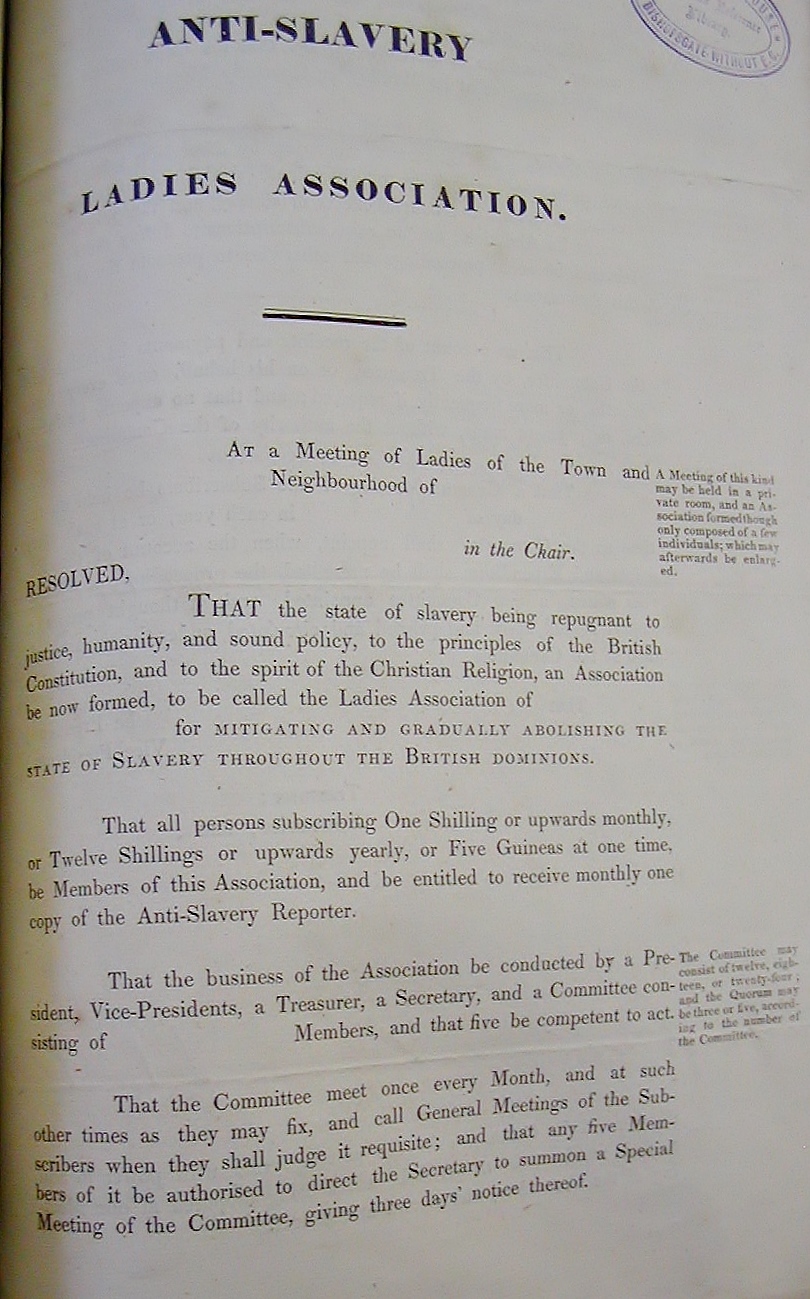 ANTI-SLAVERY
HOUSE
BISHOPSGATE WITHOUT E.C.
LADIES ASSOCIATION.
AT a Meeting of Ladies of the Town and
Neighbourhood of
in the Chair.
A Meeting of this kind
may be held in a pri-
vate room, and an As-
sociation formed though
only composed of a few
individuals; which may
afterwards be enlarg-
ed.
RESOLVED,
THAT the state of slavery being repugnant to
justice, humanity, and sound policy, to the principles of the British
Constitution, and to the spirit of the Christian Religion, an Association
be now formed, to be called the Ladies Association of
for MITIGATING AND GRADUALLY ABOLISHING THE
STATE OF SLAVERY THROUGHOUT THE BRITISH DOMINIONS.
That all persons subscribing One Shilling or upwards monthly,
or Twelve Shillings or upwards yearly, or Five Guineas at one time,
be Members of this Association, and be entitled to receive monthly one
copy of the Anti-Slavery Reporter.
That the business of the Association be conducted by a Pre-
sident, Vice-Presidents, a Treasurer, a Secretary, and a Committee con-
sisting of Members, and that five be competent to act.
The Committee may
consist of twelve, eigh-
teen, or twenty-four;
and the Quorum may
be three or five, accord-
ing to the number of
the Committee.
That the Committee meet once every Month, and at such
other times as they may fix, and call General Meetings of the Sub-
scribers when they shall judge it requisite; and that any five Mem-
bers of it be authorised to direct the Secretary to summon a Special
Meeting of the Committee, giving three days' notice thereof.